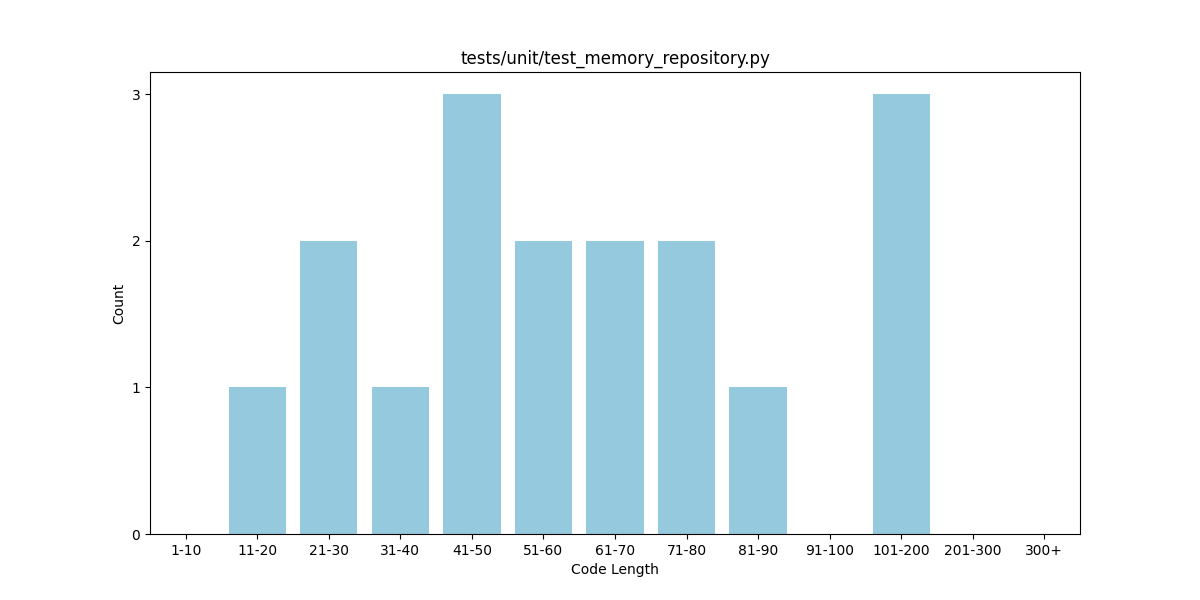 tests/unit/test_memory_repository.py
3
2
1
0
Count
1-10 11-20 21-30 31-40 41-50 51-60 61-70 71-80 81-90 91-100 101-200 201-300 300+
Code Length